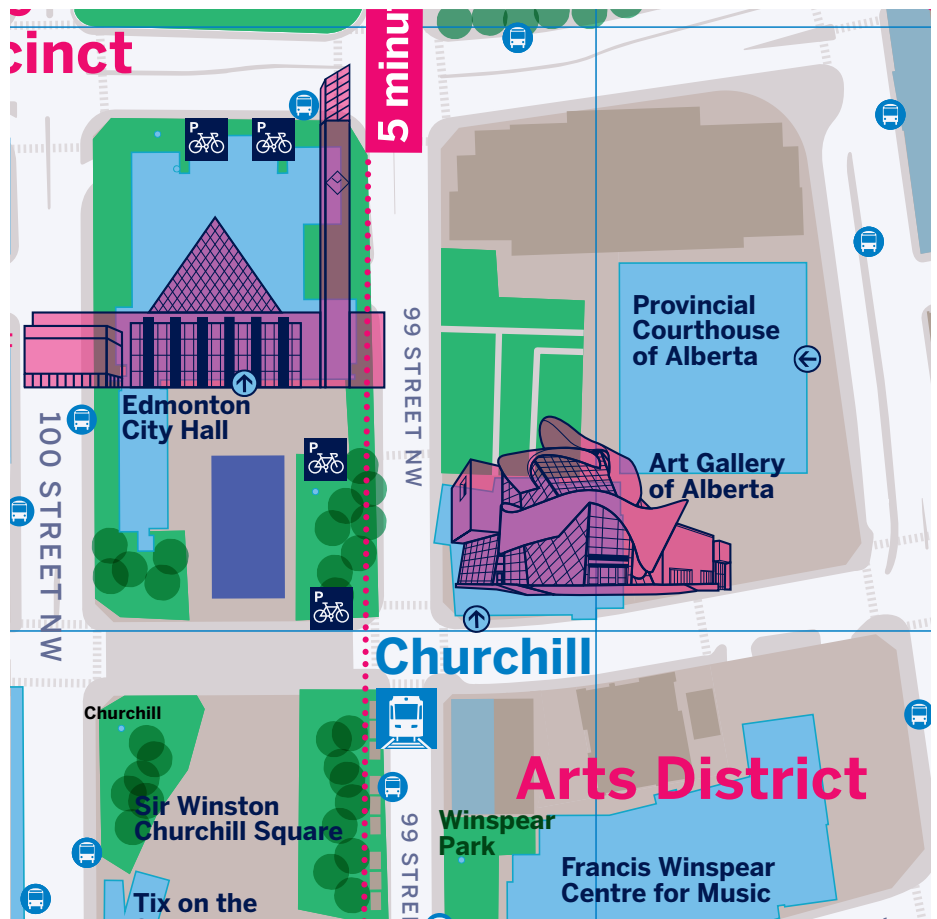 cinct
5 minu
P
P
Provincial
Courthouse
of Alberta
99 STREET NW
Edmonton
City Hall
100 STREET NW
P
Art Gallery
of Alberta
P
Churchill
Churchill
Arts District
Sir Winston
Churchill Square
Winspear
Park
99 STREE
Francis Winspear
Centre for Music
Tix on the